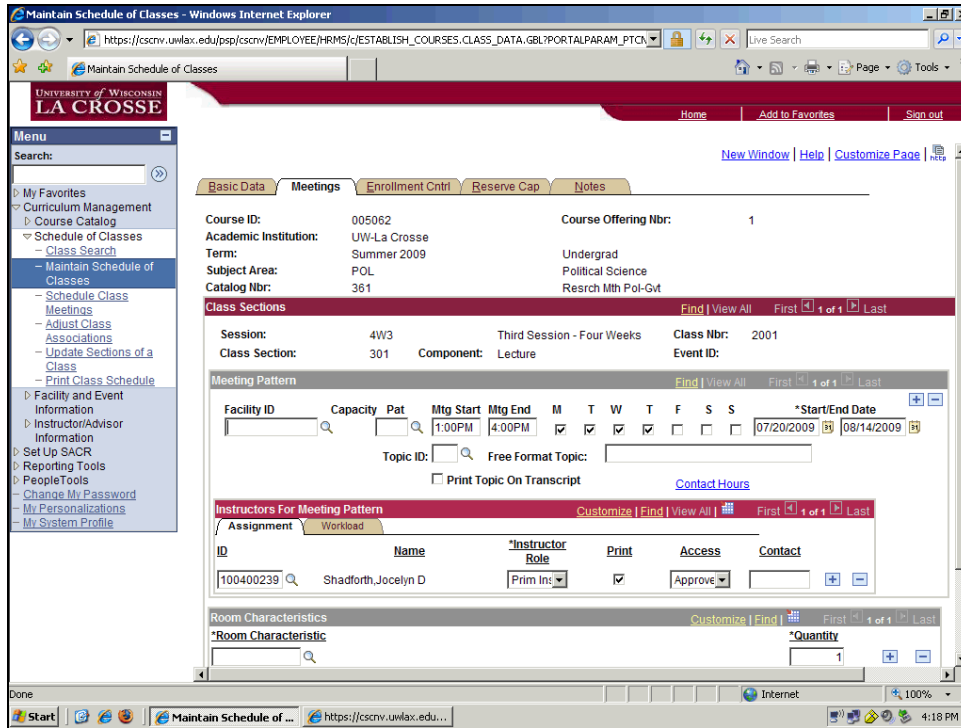 Maintain Schedule of Classes - Windows Internet Explorer
https://cscnv.uwlax.edu/psp/cscnv/EMPLOYEE/HRMS/c/ESTABLISH_COURSES.CLASS_DATA.GBL?PORTALPARAM_PTCN
Live Search
Maintain Schedule of Classes
Page
Tools
UNIVERSITY of WISCONSIN
LA CROSSE
Home
Add to Favorites
Sign out
Menu
Search:
My Favorites
Curriculum Management
Course Catalog
Schedule of Classes
Class Search
Maintain Schedule of
Classes
Schedule Class
Meetings
Adjust Class
Associations
Update Sections of a
Class
Print Class Schedule
Facility and Event
Information
Instructor/Advisor
Information
Set Up SACR
Reporting Tools
PeopleTools
Change My Password
My Personalizations
My System Profile
New Window | Help | Customize Page |
Basic Data Meetings Enrollment Cntrl Reserve Cap Notes
Course ID: 005062 Course Offering Nbr: 1
Academic Institution: UW-La Crosse
Term: Summer 2009 Undergrad
Subject Area: POL Political Science
Catalog Nbr: 361 Resrch Mth Pol-Gvt
Class Sections Find | View All First 1 of 1 Last
Session: 4W3 Third Session - Four Weeks Class Nbr: 2001
Class Section: 301 Component: Lecture Event ID:
Meeting Pattern Find | View All First 1 of 1 Last
Facility ID Capacity Pat Mtg Start Mtg End M T W T F S S *Start/End Date
1:00PM 4:00PM 07/20/2009 08/14/2009
Topic ID: Free Format Topic:
Print Topic On Transcript Contact Hours
Instructors For Meeting Pattern Customize | Find | View All | First 1 of 1 Last
Assignment Workload
ID Name *Instructor Role Print Access Contact
100400239 Shadforth,Jocelyn D Prim Ins Approve
Room Characteristics Customize | Find | First 1 of 1 Last
*Room Characteristic *Quantity
1
Done Internet 100%
Start Maintain Schedule of ... https://cscnv.uwlax.edu... 4:18 PM